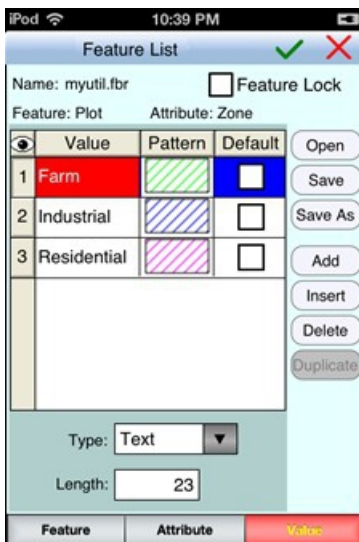 iPod 10:39 PM
Feature List
Name: myutil.fbr Feature Lock
Feature: Plot Attribute: Zone
Value Pattern Default
1 Farm
2 Industrial
3 Residential
Open
Save
Save As
Add
Insert
Delete
Duplicate
Type: Text
Length: 23
Feature Attribute Value